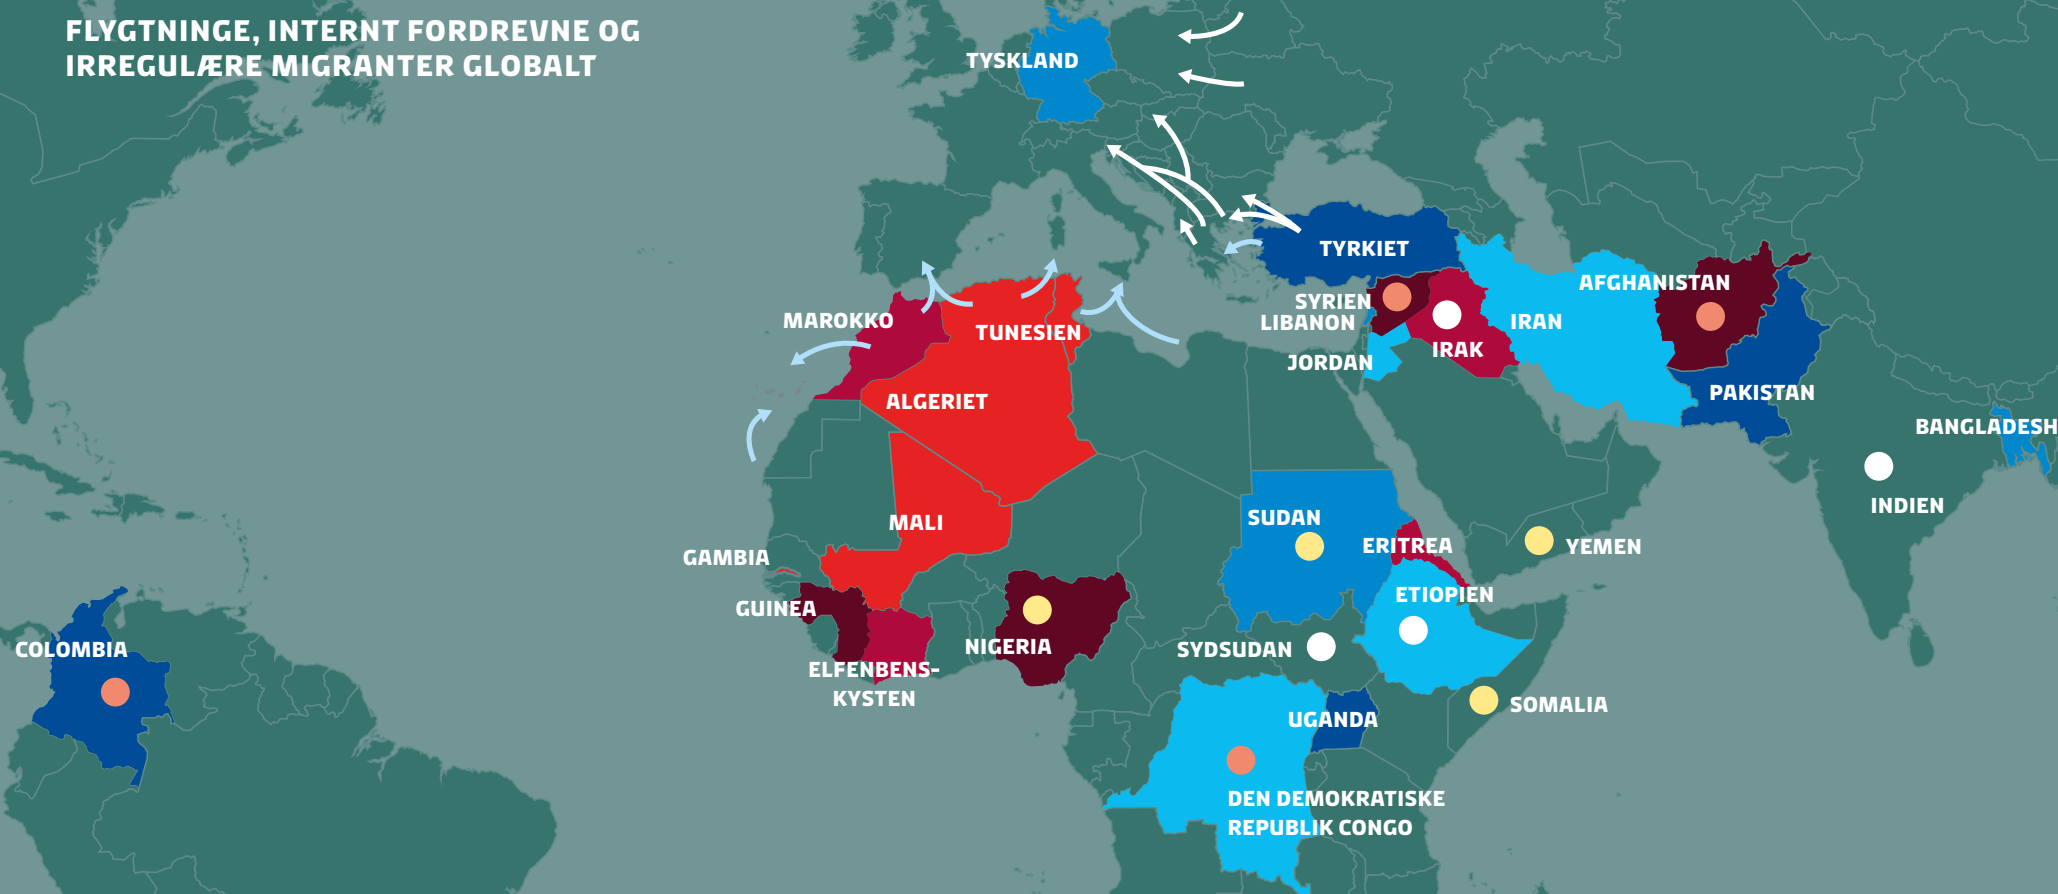 FLYGTNINGE, INTERNT FORDREVNE OG
IRREGULÆRE MIGRANTER GLOBALT
TYSKLAND
TYRKIET
AFGHANISTAN
SYRIEN
LIBANON
IRAN
MAROKKO
TUNESIEN
IRAK
JORDAN
PAKISTAN
ALGERIET
BANGLADESH
INDIEN
MALI
SUDAN
ERITREA
YEMEN
GAMBIA
ETIOPIEN
GUINEA
COLOMBIA
NIGERIA
SYDSUDAN
ELFENBENS-
KYSTEN
SOMALIA
UGANDA
DEN DEMOKRATISKE
REPUBLIK CONGO